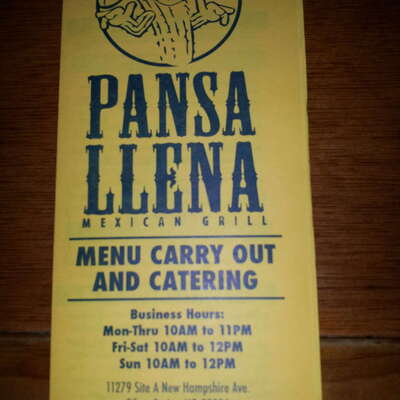 PANSA
LLENA
MEXICAN GRILL
MENU CARRY OUT
AND CATERING
Business Hours:
Mon-Thru 10AM to 11PM
Fri-Sat 10AM to 12PM
Sun 10AM to 12PM
11279 Site A New Hampshire Ave.